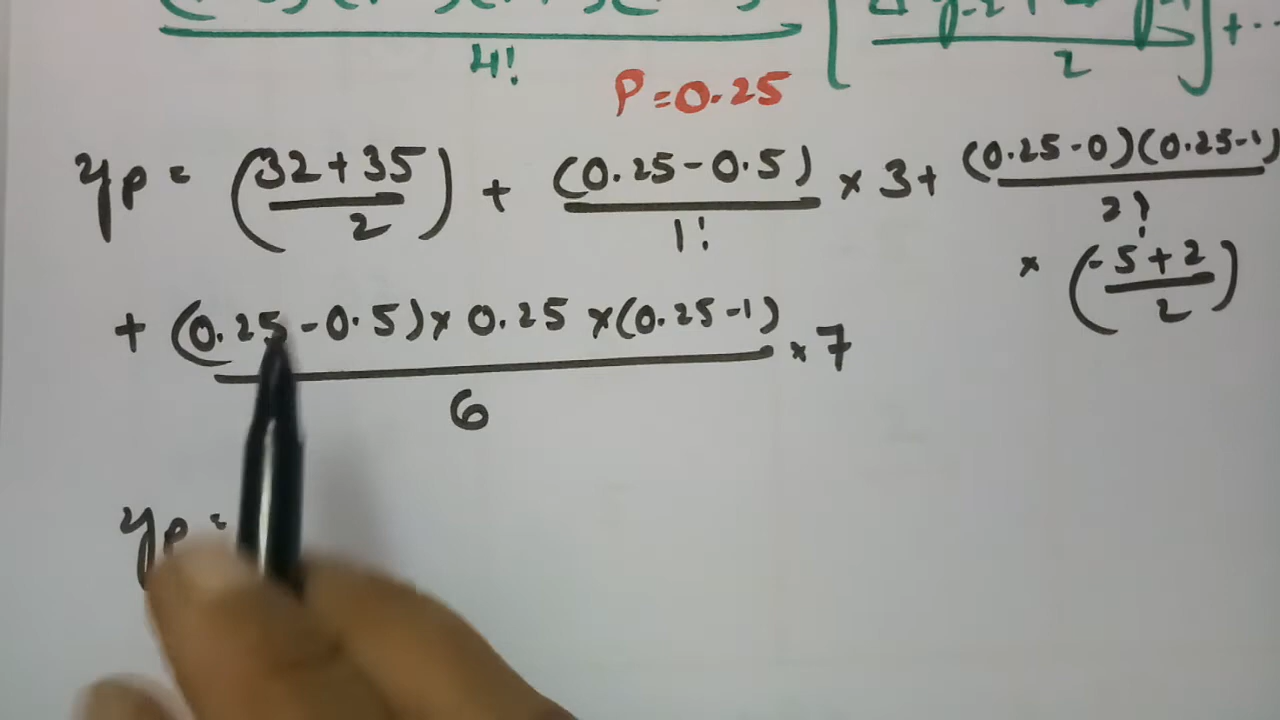 4! 2 + ..
P=0.25
yp = (32+35/2) + (0.25-0.5)/1! × 3+ (0.25-0)(0.25-1)/2!
× (-5+2/2)
+ (0.25-0.5)× 0.25 ×(0.25-1)/6 × 7
yp =